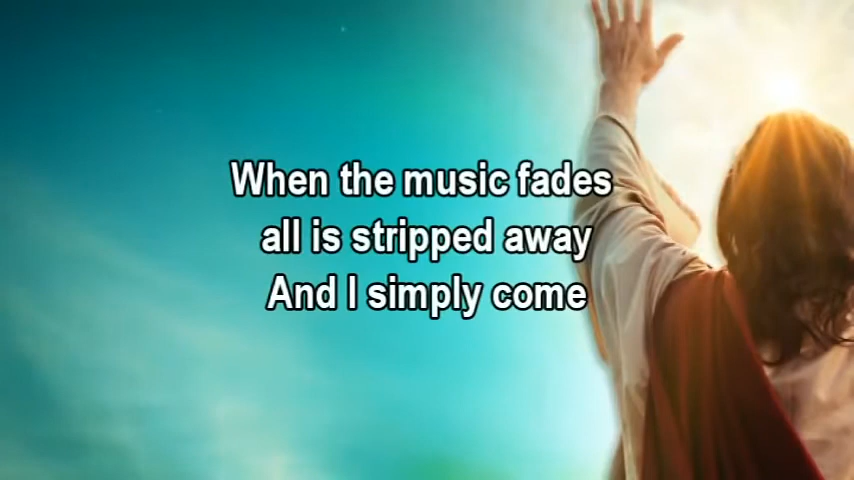 When the music fades
all is stripped away
And I simply come